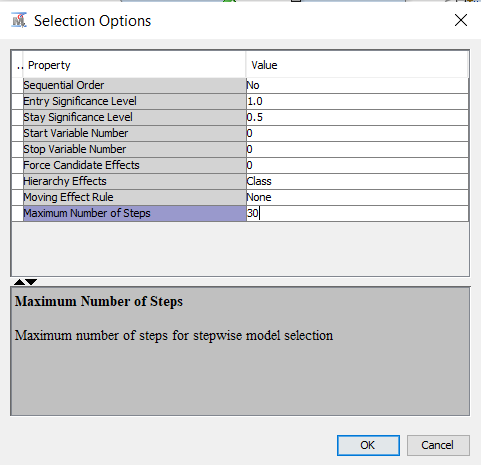 Selection Options
.. Property Value
Sequential Order No
Entry Significance Level 1.0
Stay Significance Level 0.5
Start Variable Number 0
Stop Variable Number 0
Force Candidate Effects 0
Hierarchy Effects Class
Moving Effect Rule None
Maximum Number of Steps 30
Maximum Number of Steps
Maximum number of steps for stepwise model selection
OK Cancel